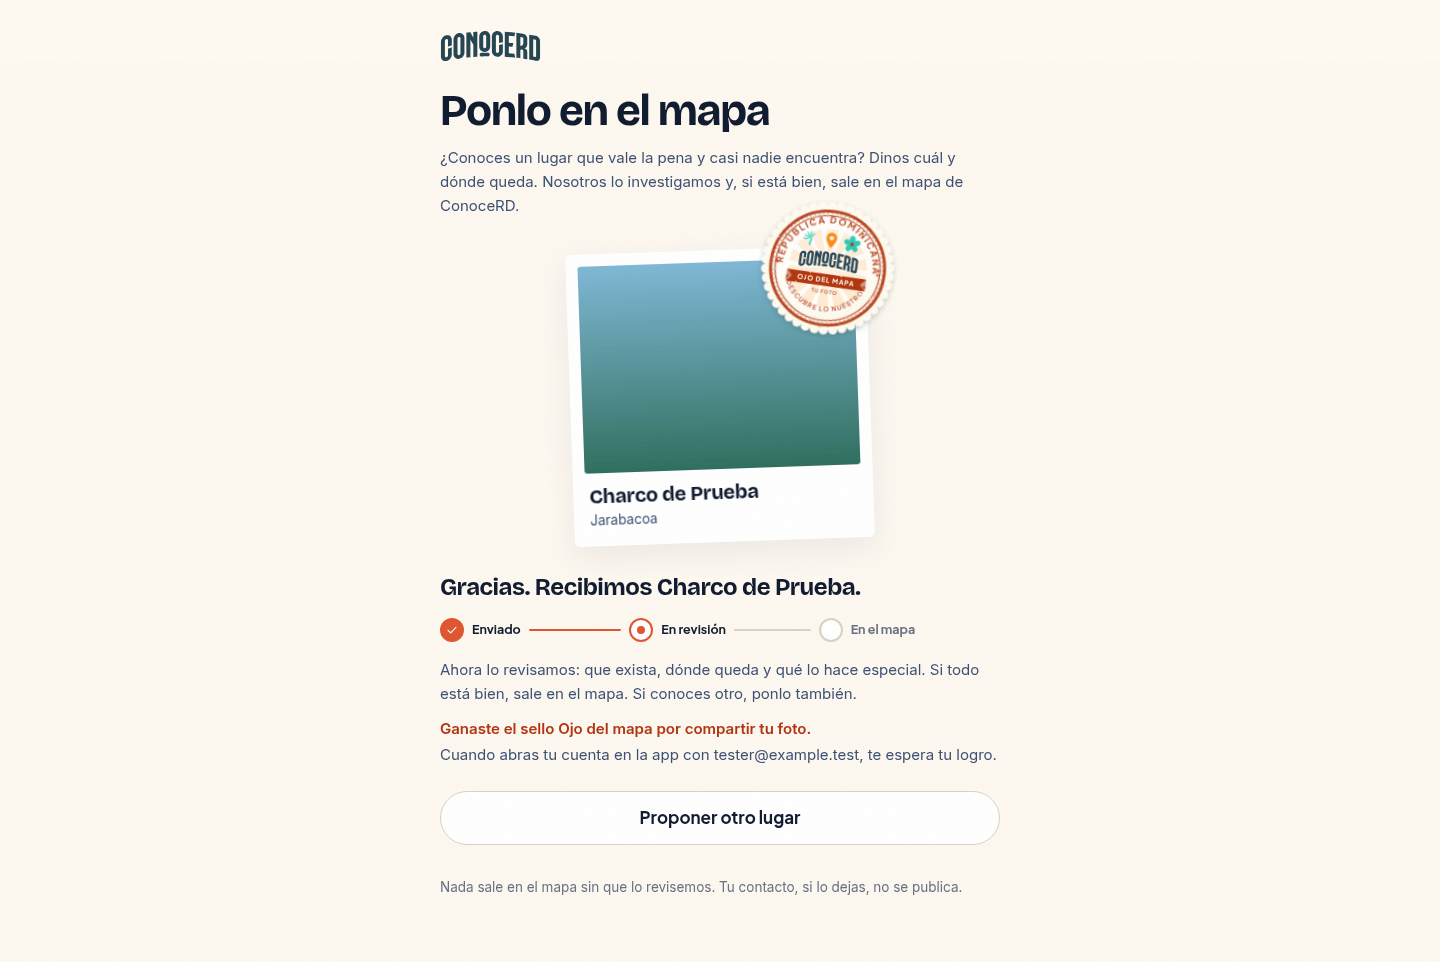 CONOCERD
Ponlo en el mapa
¿Conoces un lugar que vale la pena y casi nadie encuentra? Dinos cuál y
dónde queda. Nosotros lo investigamos y, si está bien, sale en el mapa de
ConoceRD.
REPÚBLICA DOMINICANA
CONOCERD
OJO DEL MAPA
TU FOTO
DESCUBRE LO NUESTRO
Charco de Prueba
Jarabacoa
Gracias. Recibimos Charco de Prueba.
Enviado En revisión En el mapa
Ahora lo revisamos: que exista, dónde queda y qué lo hace especial. Si todo
está bien, sale en el mapa. Si conoces otro, ponlo también.
Ganaste el sello Ojo del mapa por compartir tu foto.
Cuando abras tu cuenta en la app con tester@example.test, te espera tu logro.
Proponer otro lugar
Nada sale en el mapa sin que lo revisemos. Tu contacto, si lo dejas, no se publica.